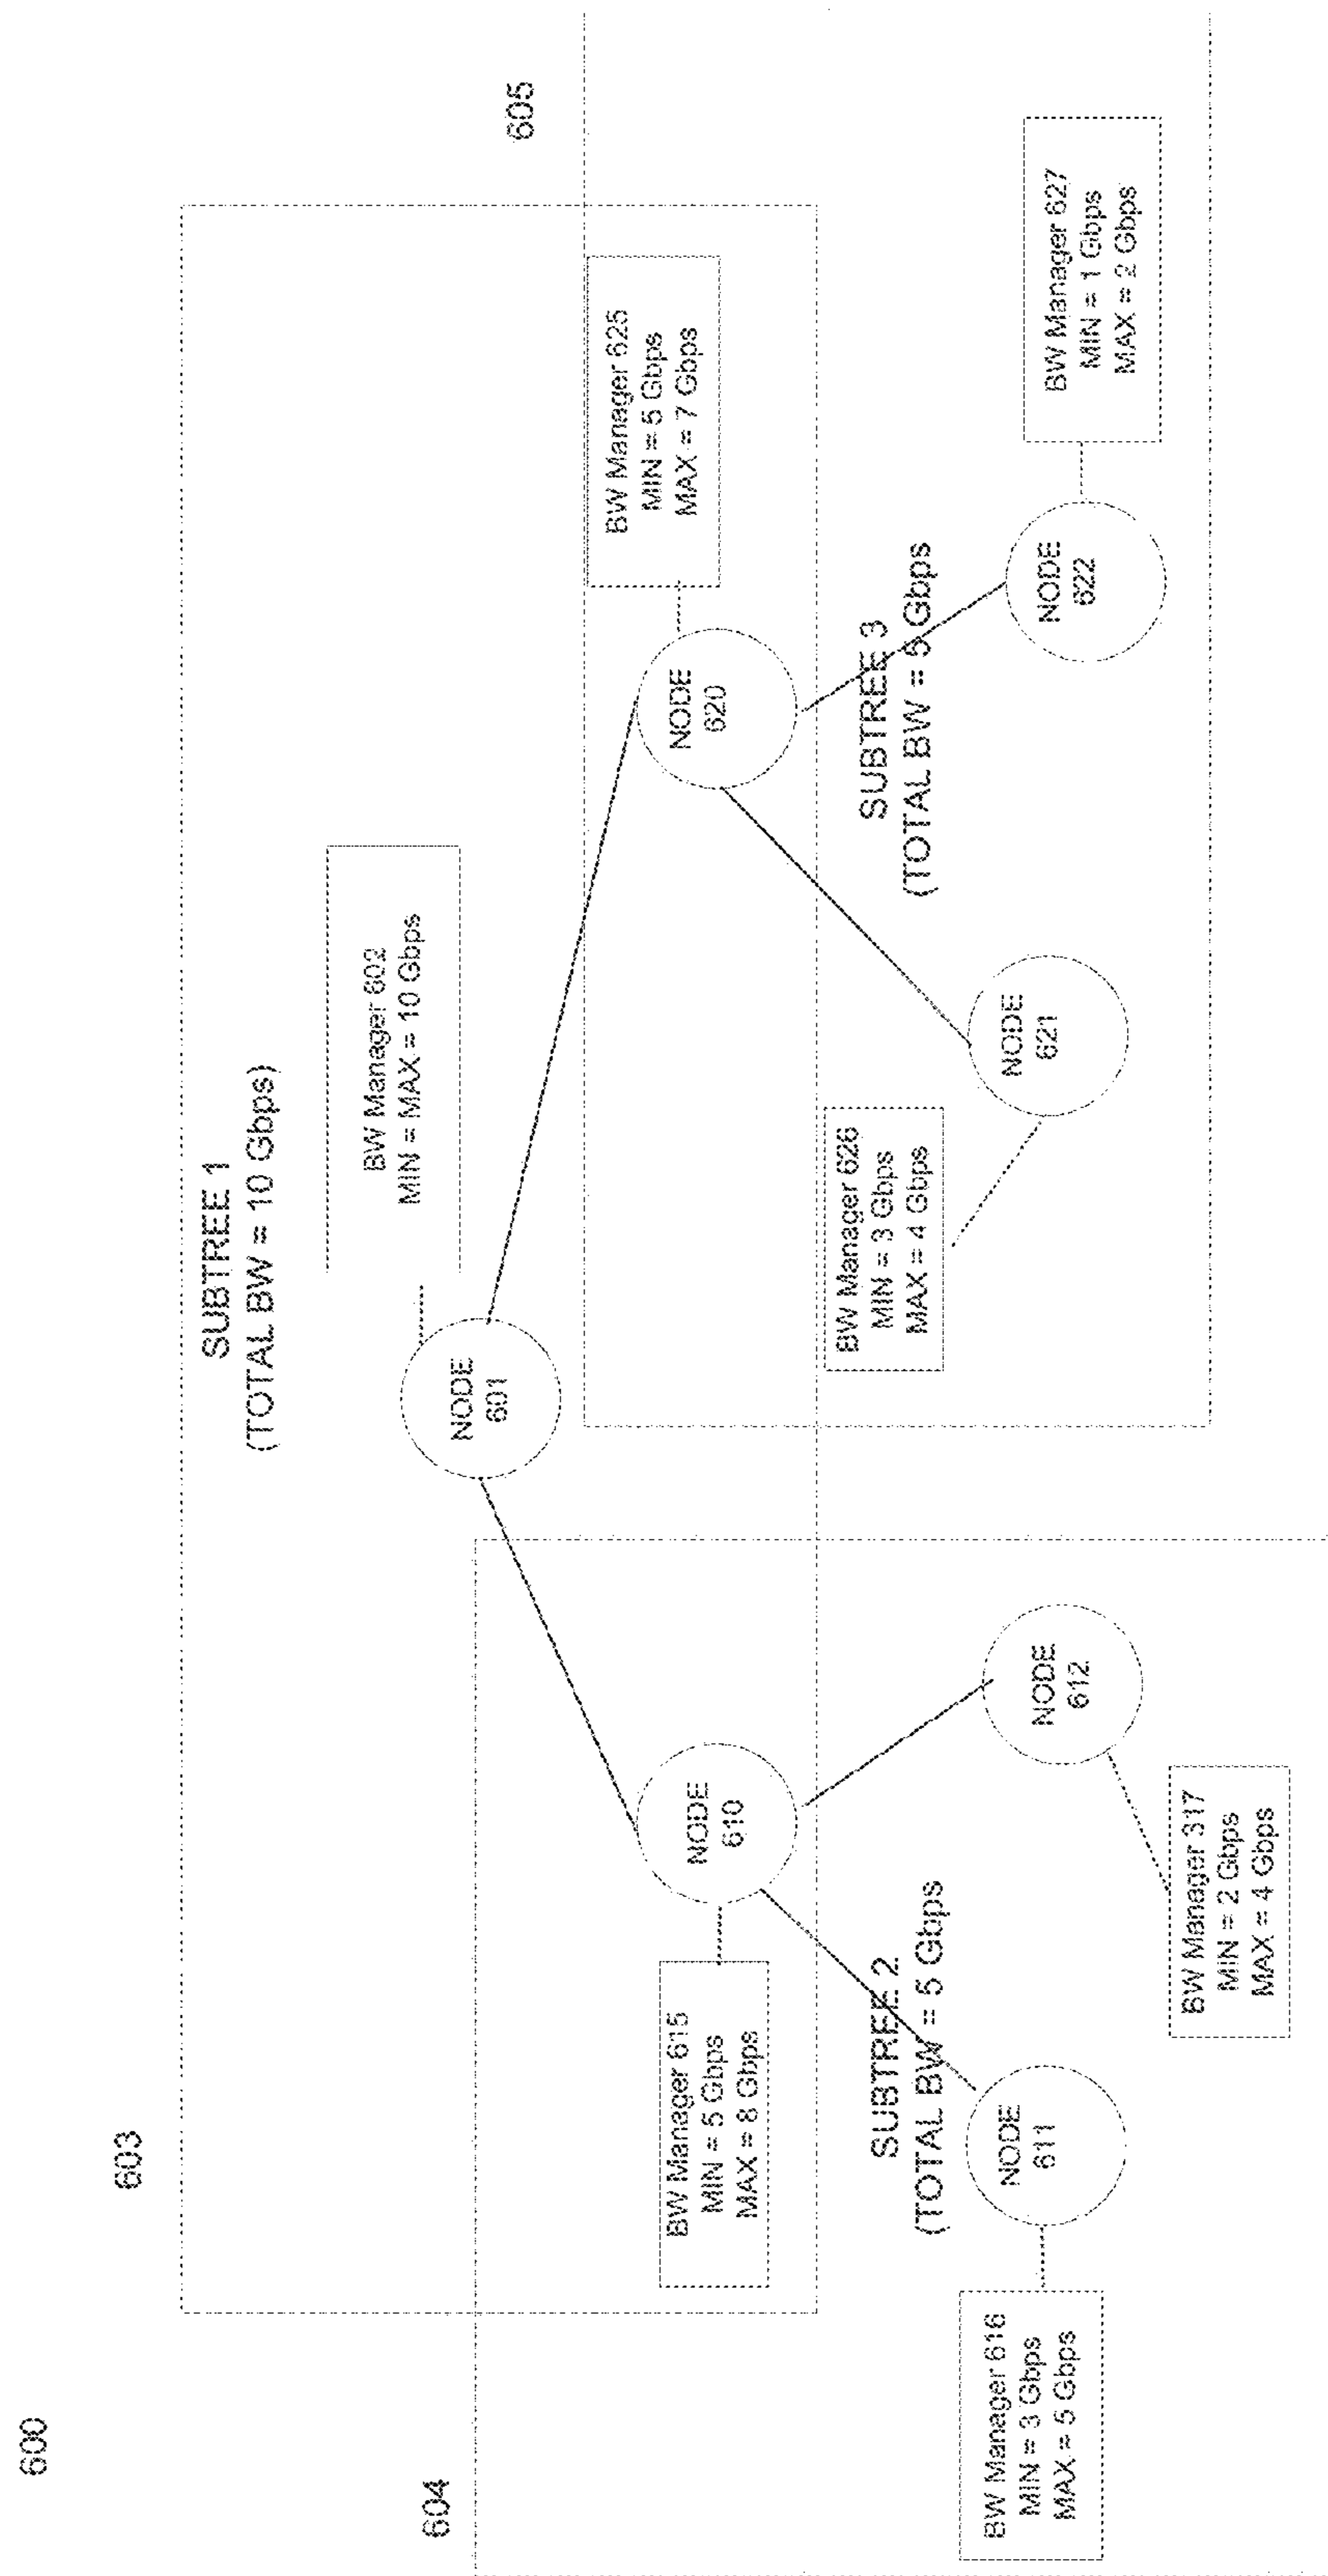 600
603
SUBTREE 1
(TOTAL BW = 10 Gbps)
BW Manager 602
MIN = MAX = 10 Gbps
NODE
601
604
605
BW Manager 615
MIN = 5 Gbps
MAX = 8 Gbps
NODE
610
NODE
620
BW Manager 625
MIN = 5 Gbps
MAX = 7 Gbps
SUBTREE 2
(TOTAL BW = 5 Gbps
BW Manager 626
MIN = 3 Gbps
MAX = 4 Gbps
SUBTREE 3
(TOTAL BW = 5 Gbps
BW Manager 616
MIN = 3 Gbps
MAX = 5 Gbps
NODE
611
NODE
612
NODE
621
NODE
622
BW Manager 627
MIN = 1 Gbps
MAX = 2 Gbps
BW Manager 317
MIN = 2 Gbps
MAX = 4 Gbps